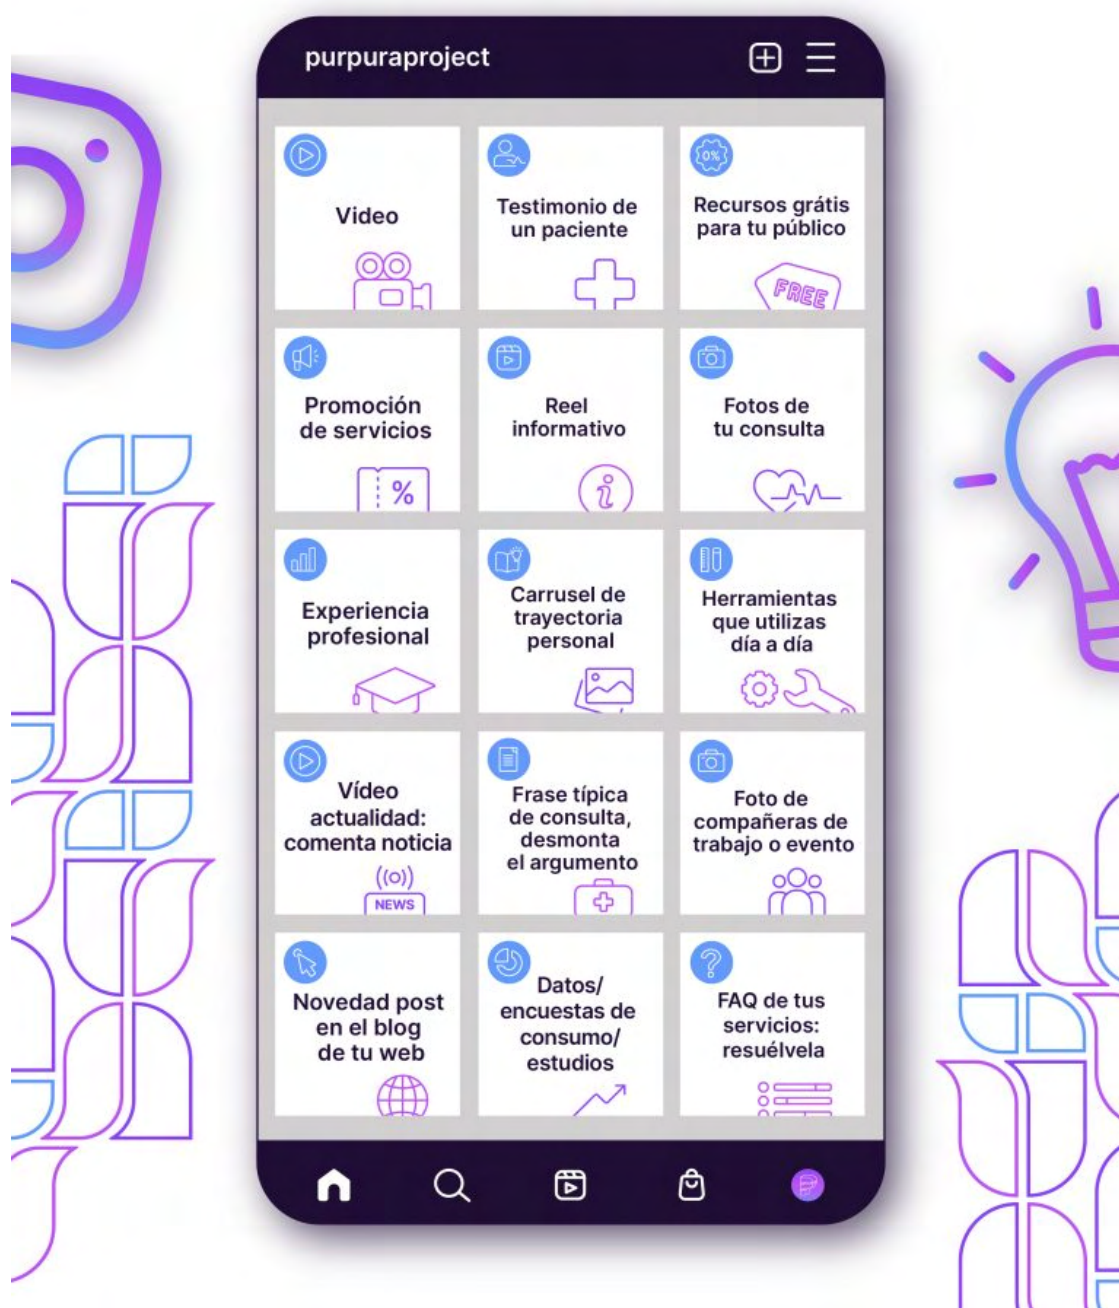 purpuraproject
Video
Testimonio de
un paciente
0%
Recursos grátis
para tu público
FREE
Promoción
de servicios
%
Reel
informativo
i
Fotos de
tu consulta
Experiencia
profesional
Carrusel de
trayectoria
personal
Herramientas
que utilizas
día a día
Vídeo
actualidad:
comenta noticia
NEWS
Frase típica
de consulta,
desmonta
el argumento
Foto de
compañeras de
trabajo o evento
Novedad post
en el blog
de tu web
Datos/
encuestas de
consumo/
estudios
?
FAQ de tus
servicios:
resuélvela